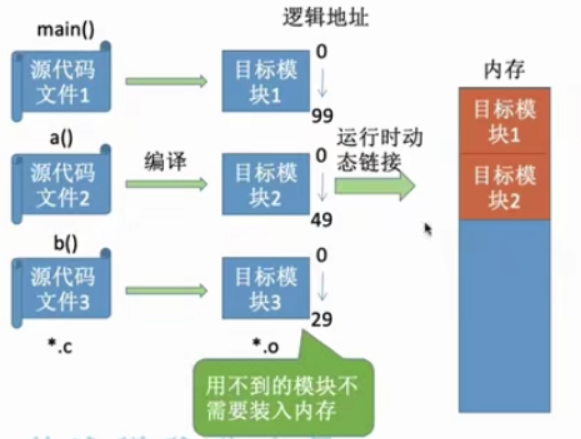 逻辑地址
main()
源代码
文件1
目标模
块1
0
99
内存
目标模
块1
目标模
块2
a()
源代码
文件2
编译
目标模
块2
0
49
运行时动
态链接
b()
源代码
文件3
目标模
块3
0
29
*.c
*.o
用不到的模块不
需要装入内存